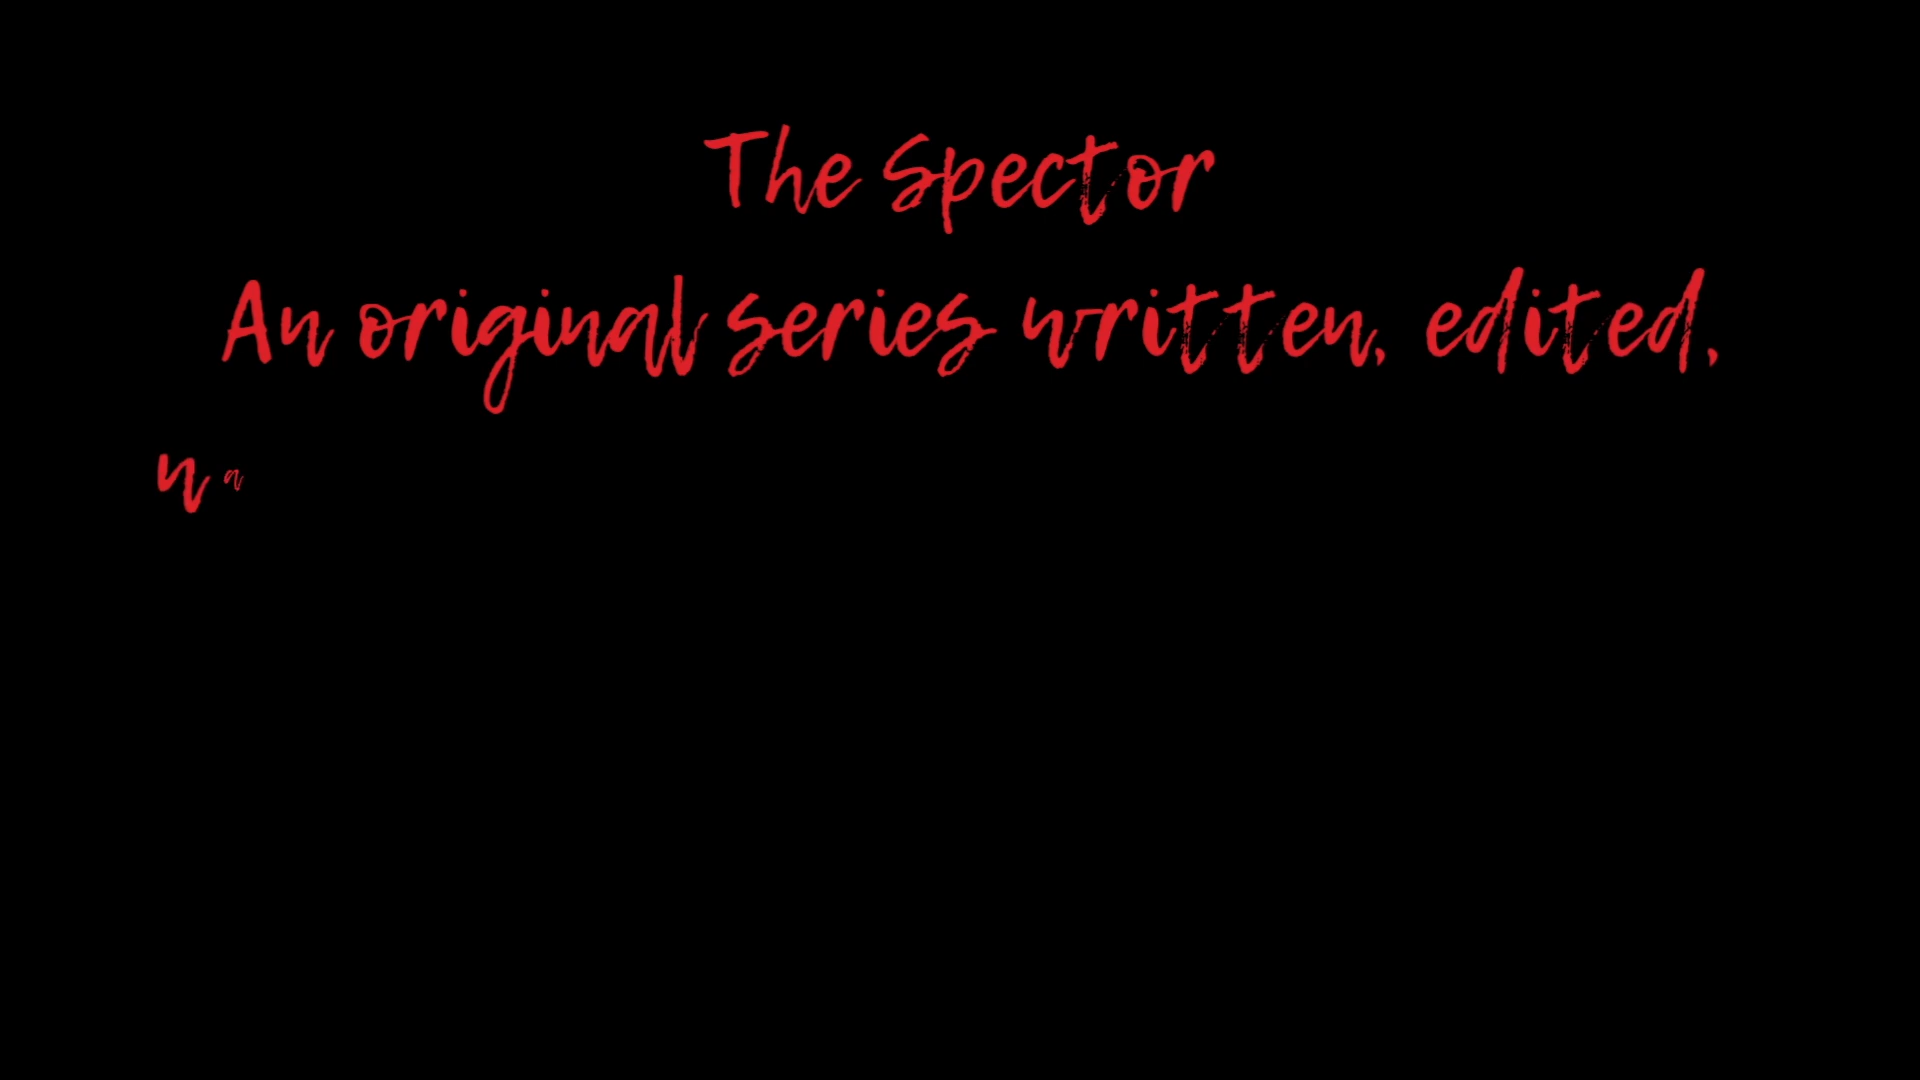 The Spector
An original series written, edited,